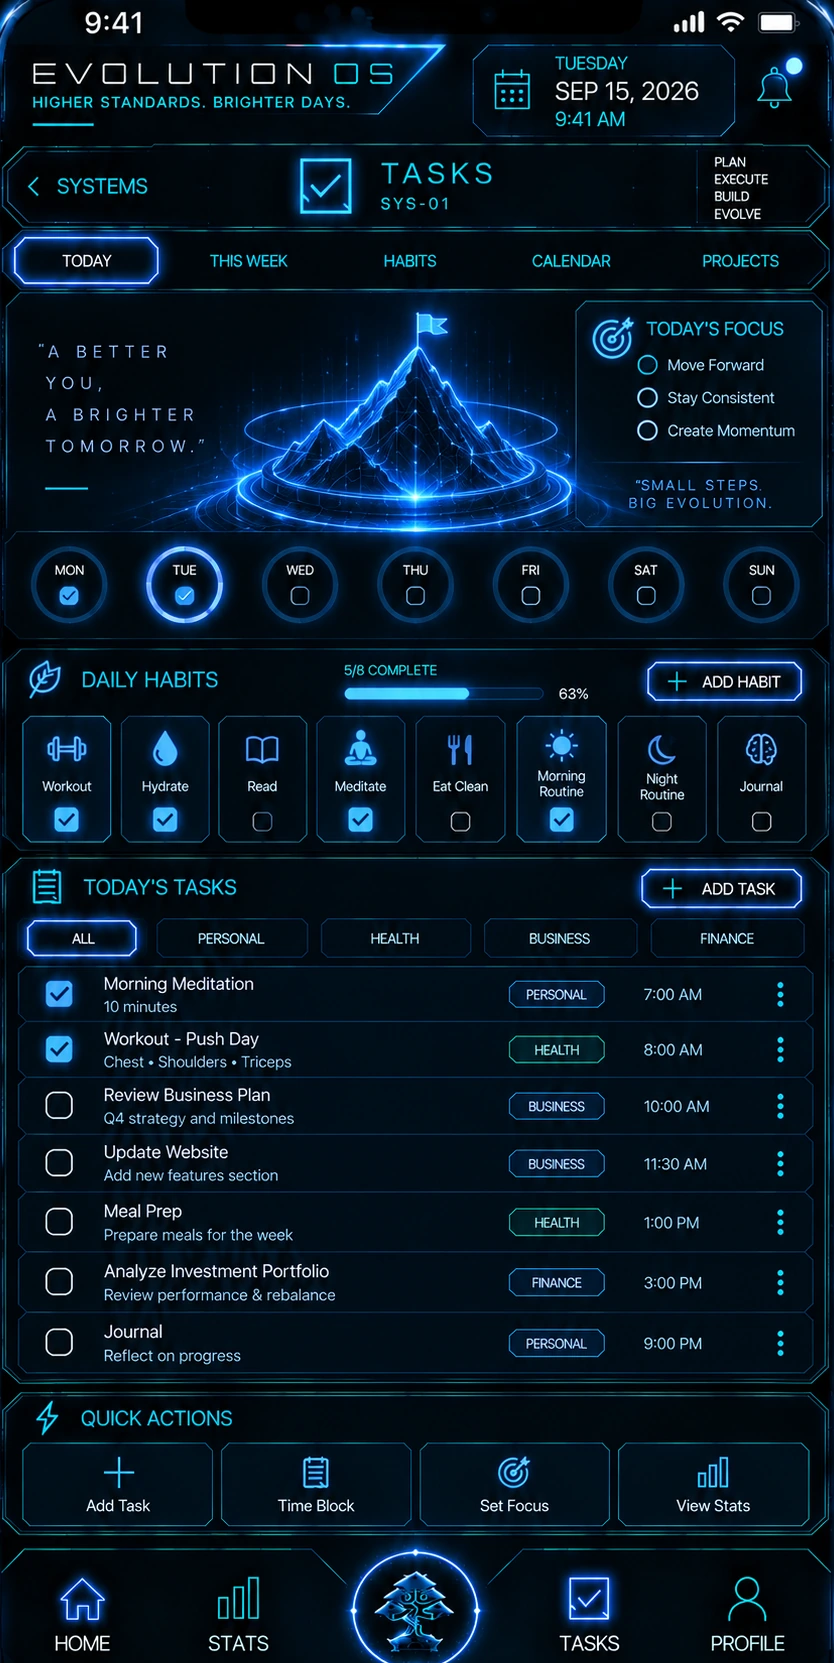 9:41
EVOLUTION OS
HIGHER STANDARDS. BRIGHTER DAYS.
TUESDAY
SEP 15, 2026
9:41 AM
SYSTEMS
TASKS
SYS-01
PLAN
EXECUTE
BUILD
EVOLVE
TODAY
THIS WEEK
HABITS
CALENDAR
PROJECTS
"A BETTER
YOU,
A BRIGHTER
TOMORROW."
TODAY'S FOCUS
Move Forward
Stay Consistent
Create Momentum
"SMALL STEPS.
BIG EVOLUTION.
MON
TUE
WED
THU
FRI
SAT
SUN
DAILY HABITS
5/8 COMPLETE
63%
ADD HABIT
Workout
Hydrate
Read
Meditate
Eat Clean
Morning
Routine
Night
Routine
Journal
TODAY'S TASKS
ADD TASK
ALL
PERSONAL
HEALTH
BUSINESS
FINANCE
Morning Meditation
10 minutes
PERSONAL
7:00 AM
Workout - Push Day
Chest • Shoulders • Triceps
HEALTH
8:00 AM
Review Business Plan
Q4 strategy and milestones
BUSINESS
10:00 AM
Update Website
Add new features section
BUSINESS
11:30 AM
Meal Prep
Prepare meals for the week
HEALTH
1:00 PM
Analyze Investment Portfolio
Review performance & rebalance
FINANCE
3:00 PM
Journal
Reflect on progress
PERSONAL
9:00 PM
QUICK ACTIONS
Add Task
Time Block
Set Focus
View Stats
HOME
STATS
TASKS
PROFILE